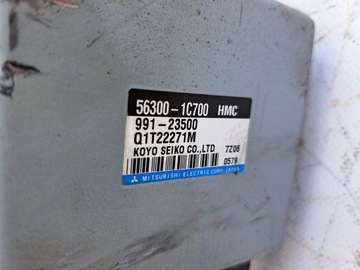 56300-1C700 HMC
991-23500
Q1T22271M
KOYO SEIKO CO.,LTD 7Z08
0579
MITSUBISHI ELECTRIC CORP. JAPAN